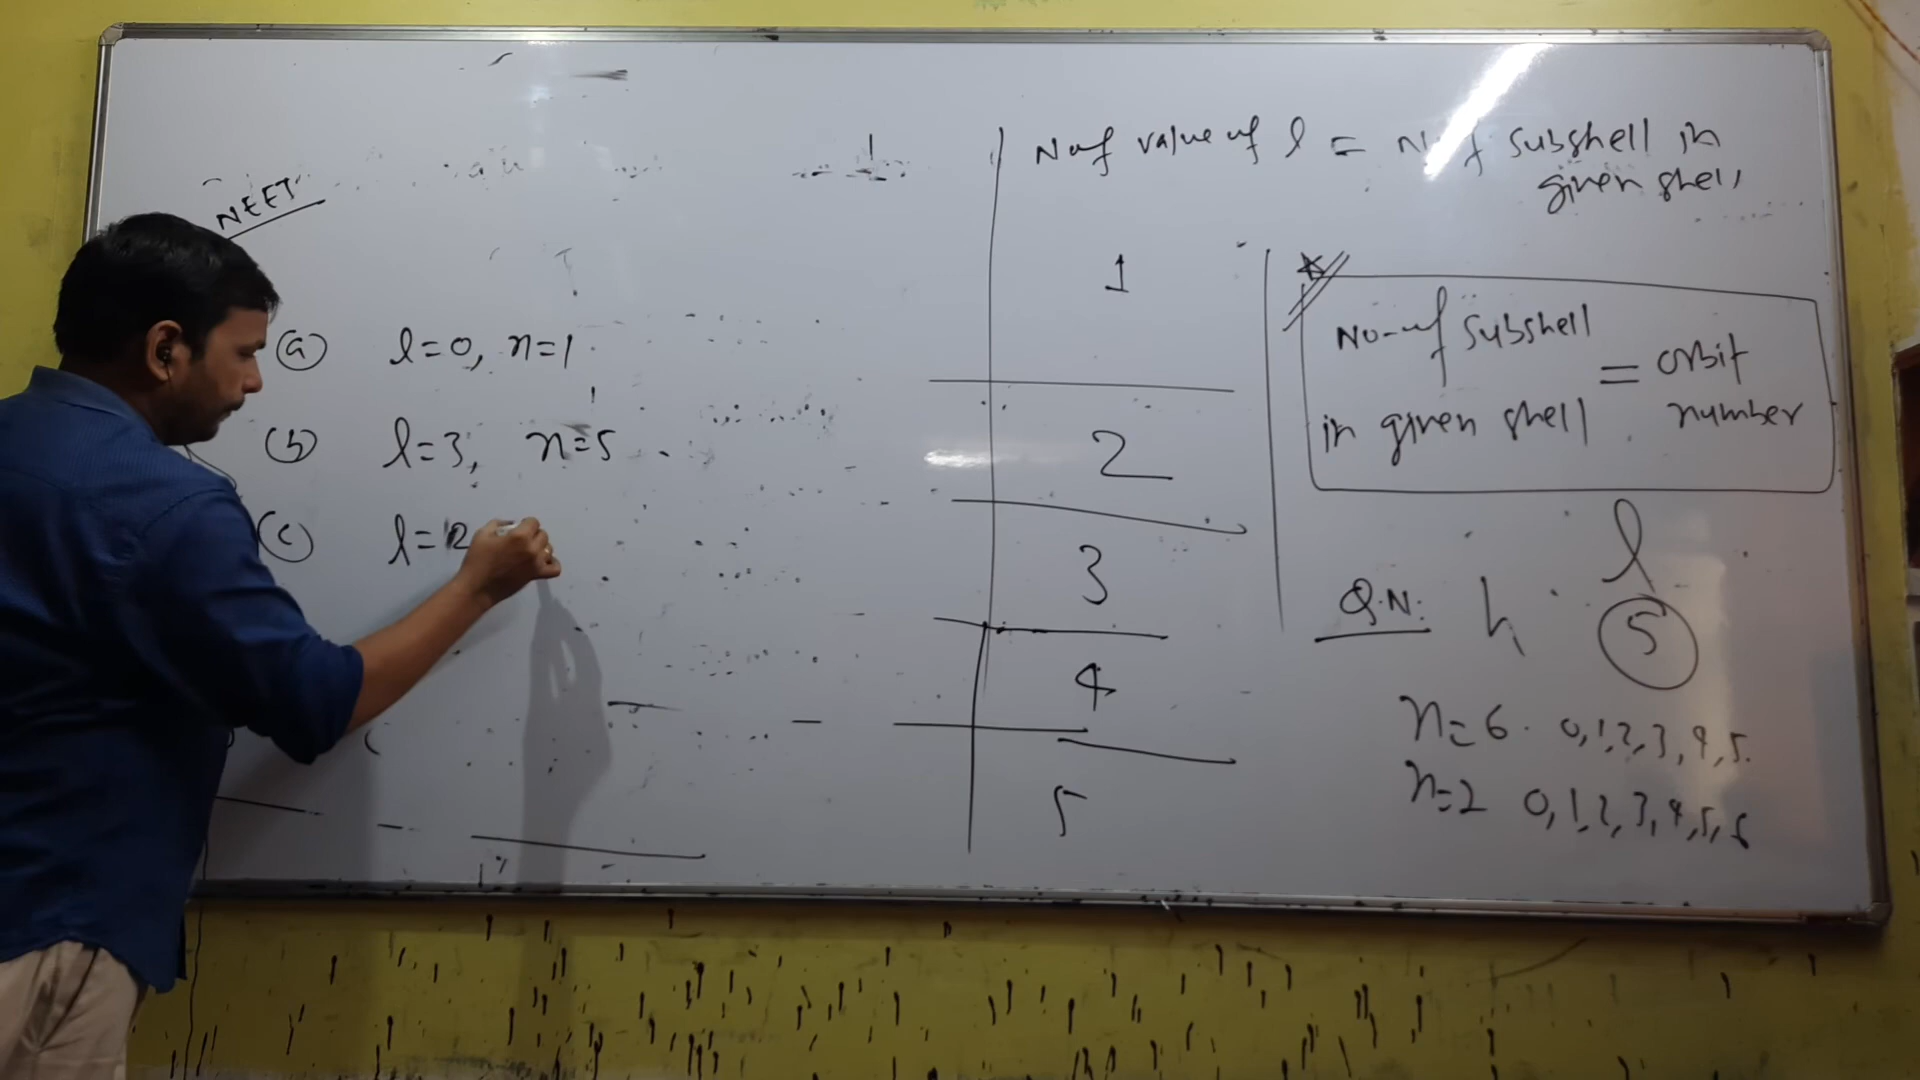 NEET
(a) l=0, n=1
(b) l=3, n=5
(c) l=2
No of value of l = No of subshell in
given shell
1
2
3
4
5
No-of subshell
in given shell = orbit
number
l
Q.N. h 5
n=6. 0,1,2,3,4,5.
n=2 0,1,2,3,4,5,6